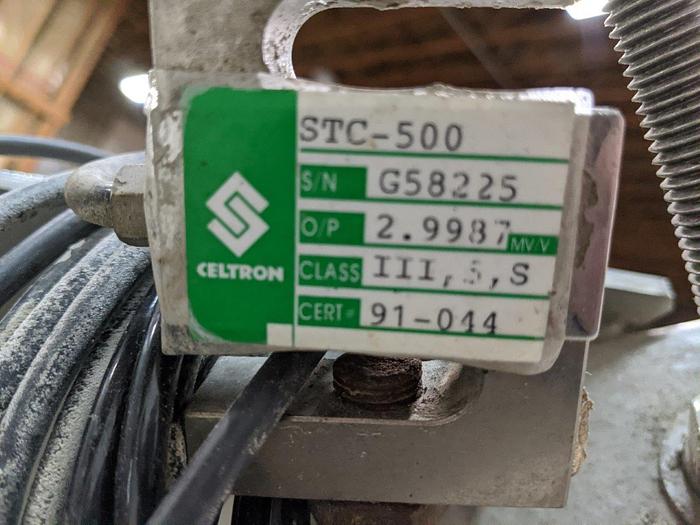 STC-500
S/N G58225
O/P 2.9987 MV/V
CELTRON
CLASS III, S, S
CERT# 91-044